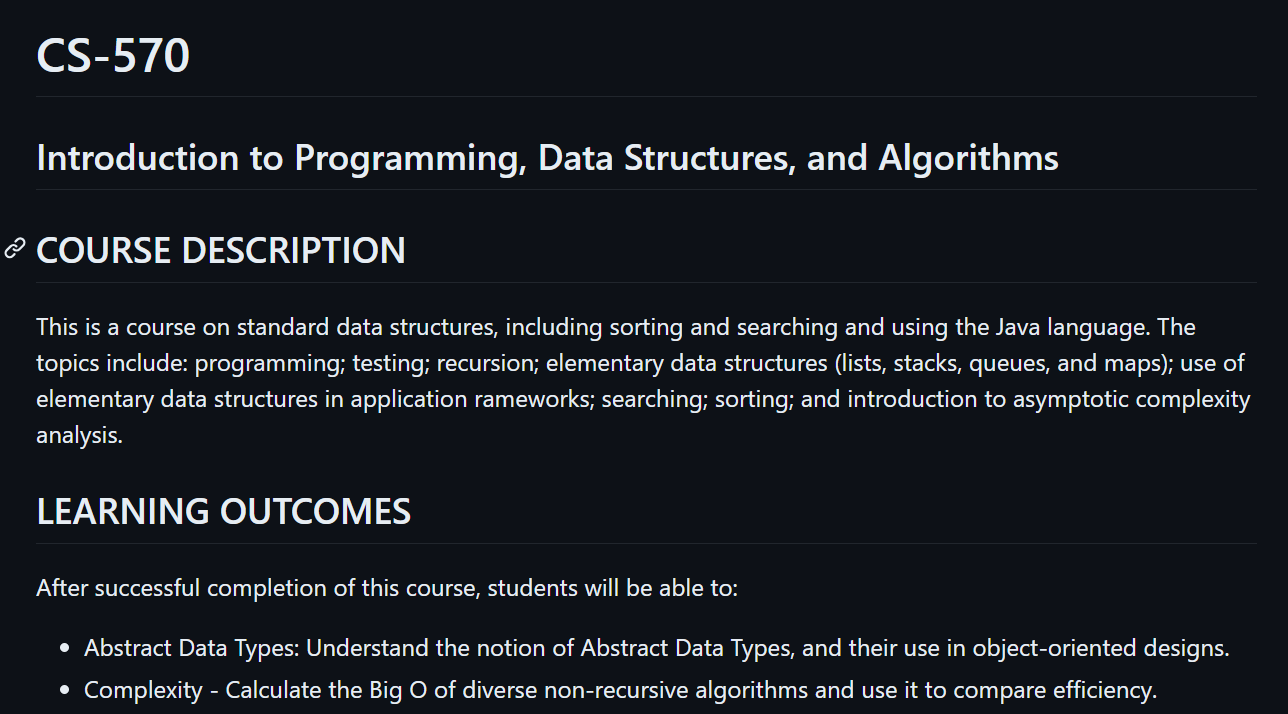 CS-570
Introduction to Programming, Data Structures, and Algorithms
COURSE DESCRIPTION
This is a course on standard data structures, including sorting and searching and using the Java language. The
topics include: programming; testing; recursion; elementary data structures (lists, stacks, queues, and maps); use of
elementary data structures in application rameworks; searching; sorting; and introduction to asymptotic complexity
analysis.
LEARNING OUTCOMES
After successful completion of this course, students will be able to:
• Abstract Data Types: Understand the notion of Abstract Data Types, and their use in object-oriented designs.
• Complexity - Calculate the Big O of diverse non-recursive algorithms and use it to compare efficiency.